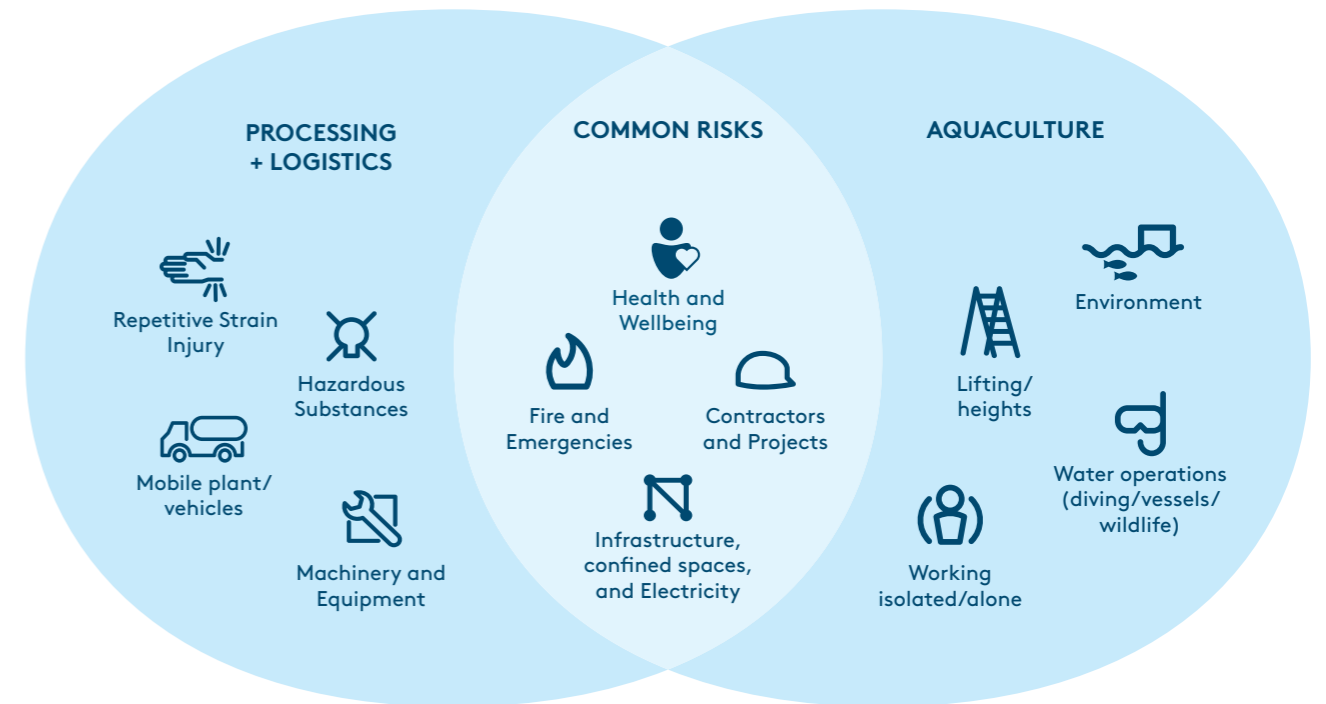 PROCESSING
+ LOGISTICS
Repetitive Strain
Injury
Hazardous
Substances
Mobile plant/
vehicles
Machinery and
Equipment
COMMON RISKS
Health and
Wellbeing
Fire and
Emergencies
Contractors
and Projects
Infrastructure,
confined spaces,
and Electricity
AQUACULTURE
Environment
Lifting/
heights
Water operations
(diving/vessels/
wildlife)
Working
isolated/alone